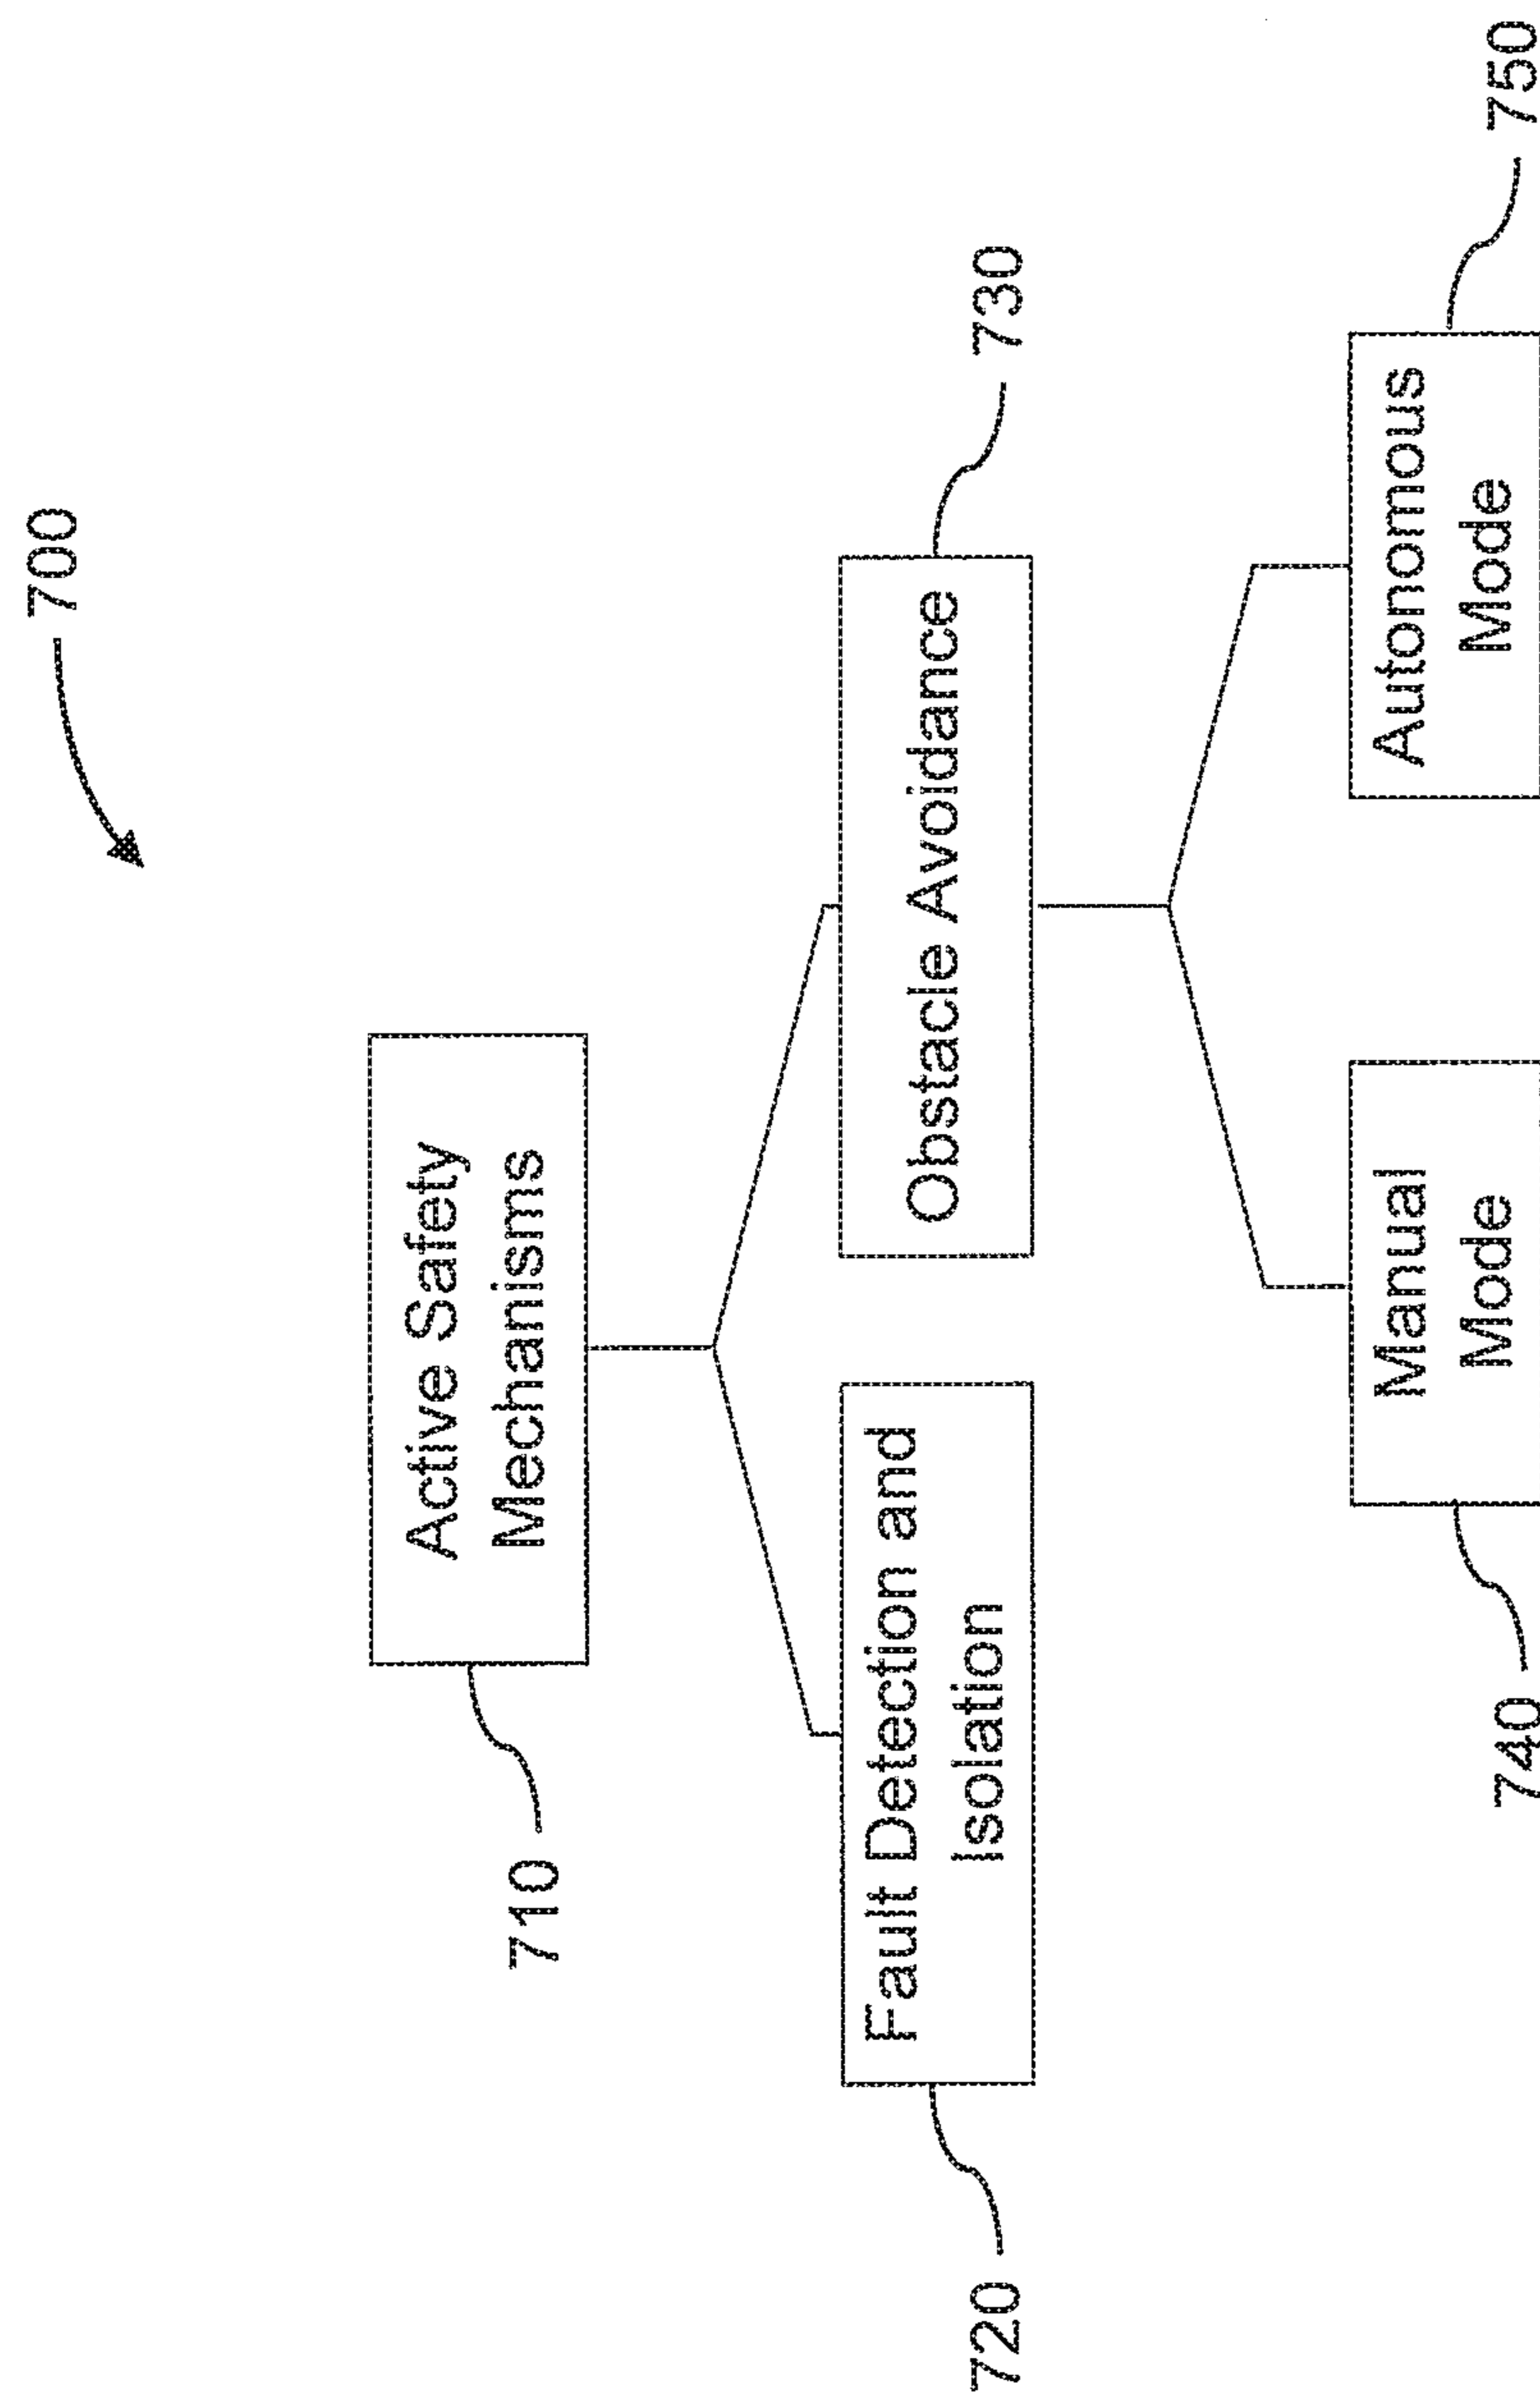 700
Active Safety
Mechanisms
710
Fault Detection and
Isolation
720
Obstacle Avoidance
730
Manual
Mode
740
Autonomous
Mode
750